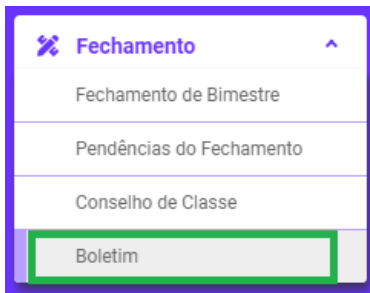 Fechamento
Fechamento de Bimestre
Pendências do Fechamento
Conselho de Classe
Boletim